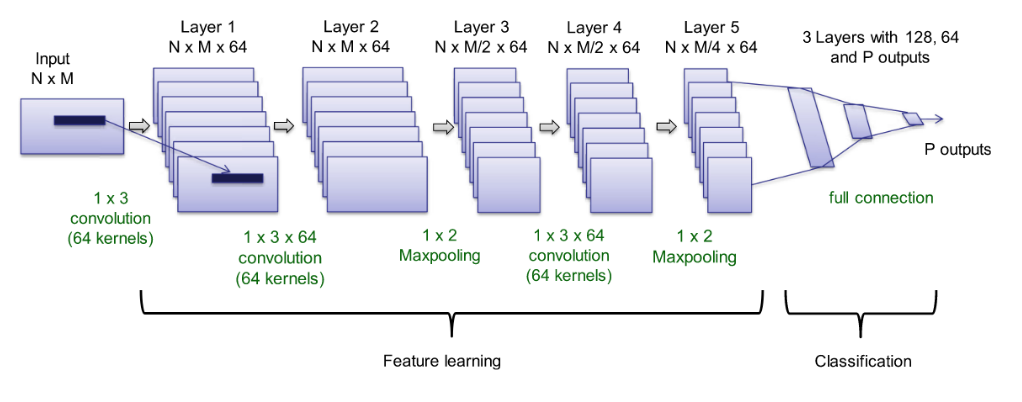 Input
N x M
Layer 1
N x M x 64
Layer 2
N x M x 64
Layer 3
N x M/2 x 64
Layer 4
N x M/2 x 64
Layer 5
N x M/4 x 64
3 Layers with 128, 64
and P outputs
P outputs
1 x 3
convolution
(64 kernels)
1 x 3 x 64
convolution
(64 kernels)
1 x 2
Maxpooling
1 x 3 x 64
convolution
(64 kernels)
1 x 2
Maxpooling
full connection
Feature learning
Classification